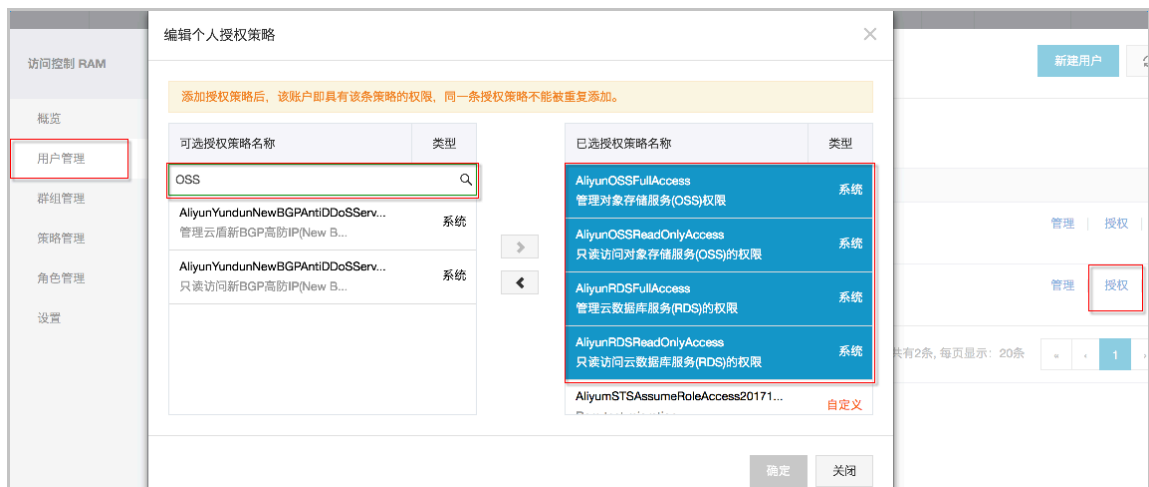 编辑个人授权策略
访问控制 RAM
新建用户
添加授权策略后，该账户即具有该条策略的权限，同一条授权策略不能被重复添加。
概览
用户管理
群组管理
策略管理
角色管理
设置
可选授权策略名称 类型
OSS
AliyunYundunNewBGPAntiDDoSServ... 系统
管理云盾新BGP高防IP(New B...
AliyunYundunNewBGPAntiDDoSServ... 系统
只读访问新BGP高防IP(New B...
已选授权策略名称 类型
AliyunOSSFullAccess 系统
管理对象存储服务(OSS)权限
AliyunOSSReadOnlyAccess 系统
只读访问对象存储服务(OSS)的权限
AliyunRDSFullAccess 系统
管理云数据库服务(RDS)的权限
AliyunRDSReadOnlyAccess 系统
只读访问云数据库服务(RDS)的权限
AliyumSTSAssumeRoleAccess20171... 自定义
管理 授权
管理 授权
共有2条, 每页显示：20条 « ‹ 1
确定 关闭